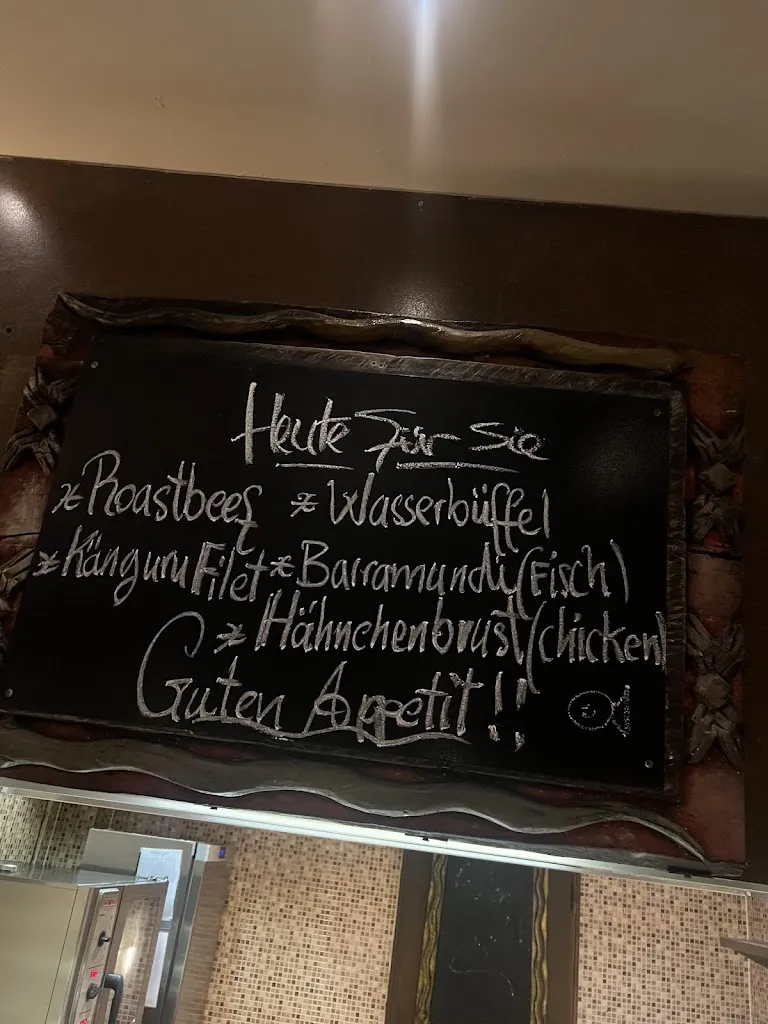 Heute Für Sie
*Roastbeef *Wasserbüffel
*Känguru Filet *Barramundi (Fisch)
*Hähnchenbrust (chicken)
Guten Appetit!!